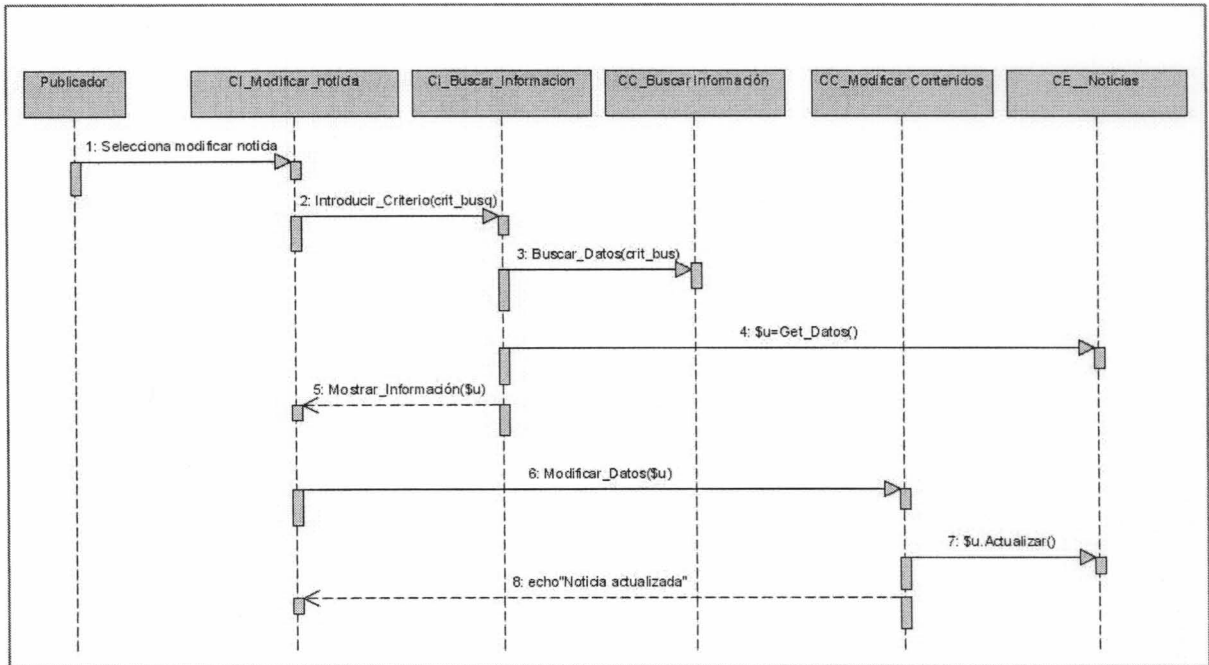 Publicador
CI_Modificar_noticia
Ci_Buscar_Informacion
CC_Buscar Información
CC_Modificar Contenidos
CE__Noticias
1: Selecciona modificar noticia
2: Introducir_Criterio(crit_busq)
3: Buscar_Datos(crit_bus)
4: $u=Get_Datos()
5: Mostrar_Información($u)
6: Modificar_Datos($u)
7: $u.Actualizar()
8: echo"Noticia actualizada"